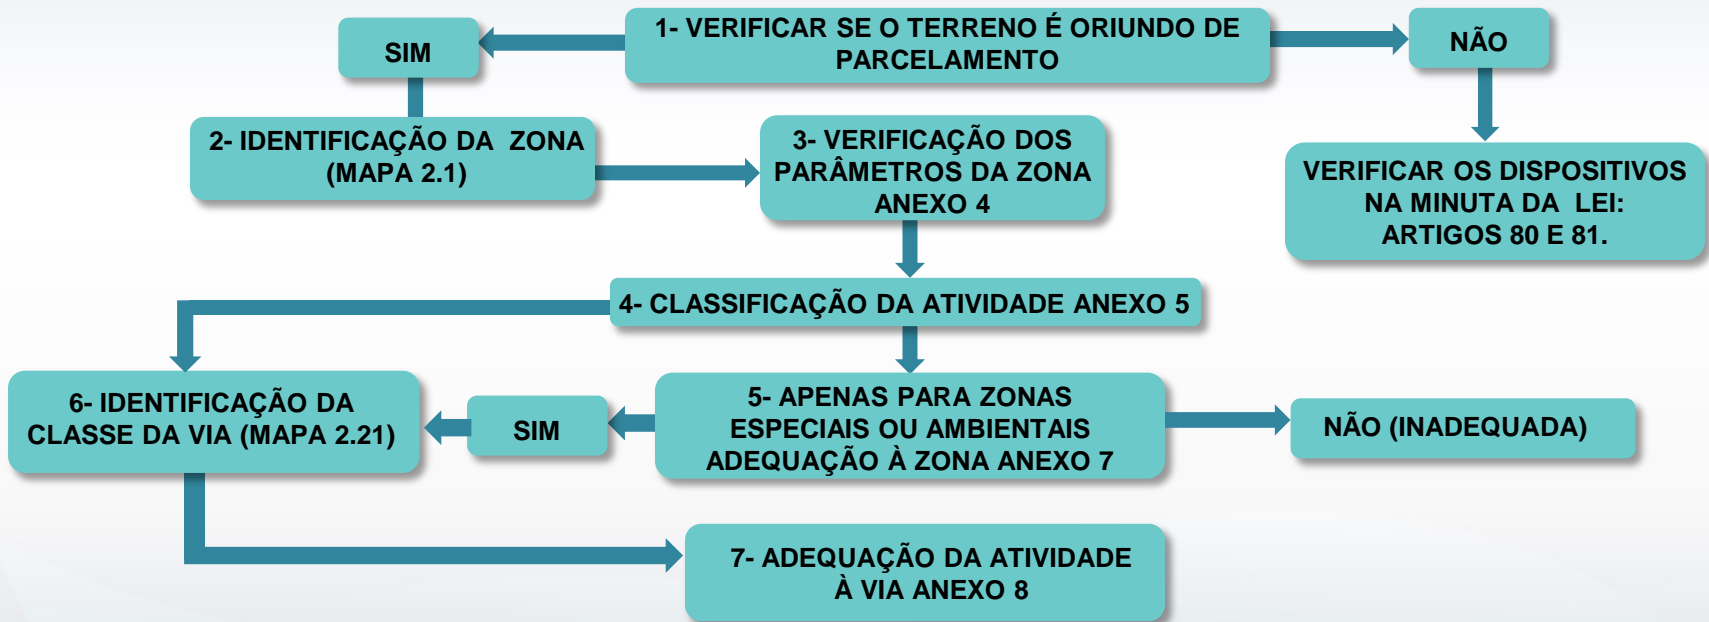 1- VERIFICAR SE O TERRENO É ORIUNDO DE
PARCELAMENTO
SIM
NÃO
2- IDENTIFICAÇÃO DA ZONA
(MAPA 2.1)
3- VERIFICAÇÃO DOS
PARÂMETROS DA ZONA
ANEXO 4
VERIFICAR OS DISPOSITIVOS
NA MINUTA DA LEI:
ARTIGOS 80 E 81.
4- CLASSIFICAÇÃO DA ATIVIDADE ANEXO 5
5- APENAS PARA ZONAS
ESPECIAIS OU AMBIENTAIS
ADEQUAÇÃO À ZONA ANEXO 7
SIM
NÃO (INADEQUADA)
6- IDENTIFICAÇÃO DA
CLASSE DA VIA (MAPA 2.21)
7- ADEQUAÇÃO DA ATIVIDADE
À VIA ANEXO 8